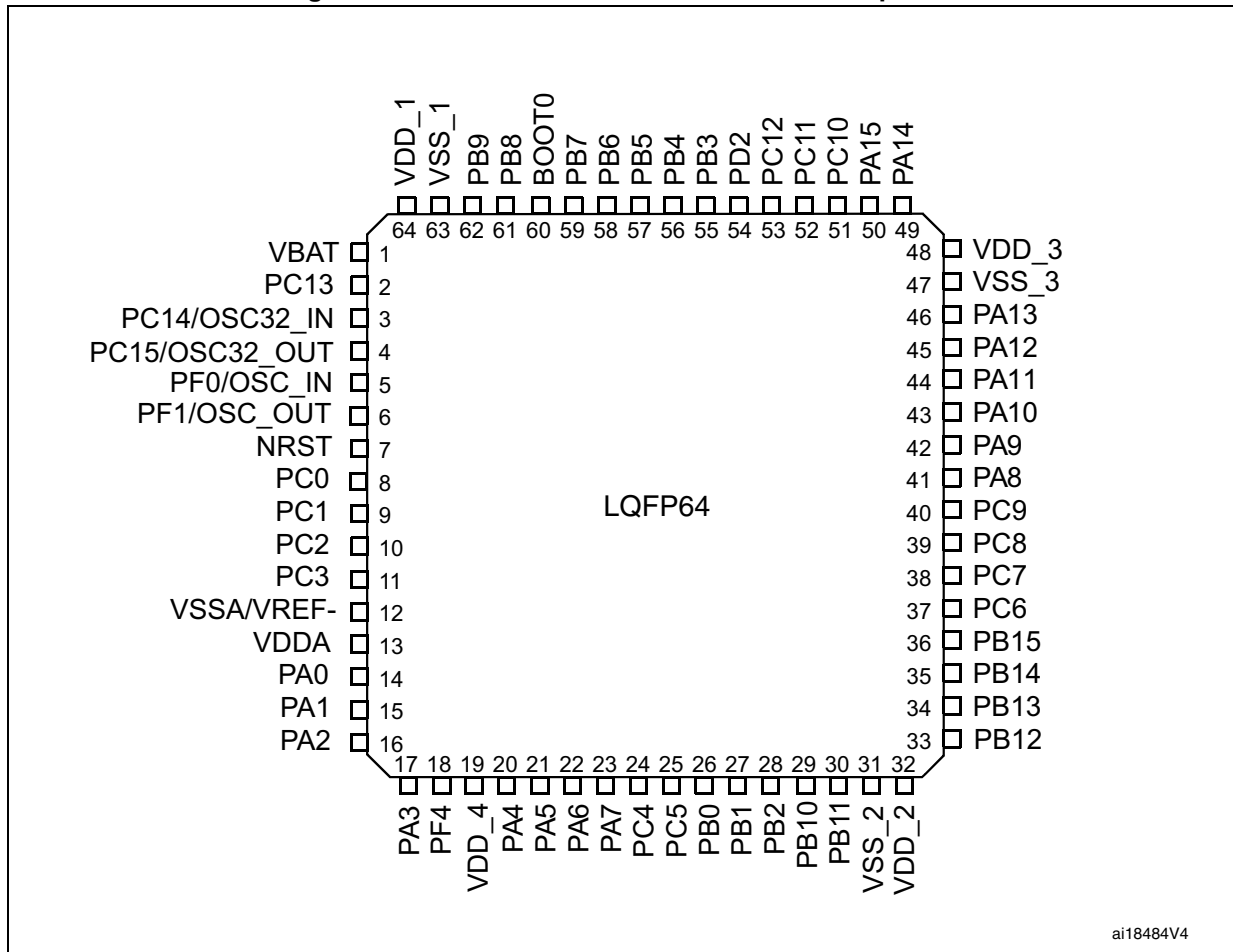 VDD_1
VSS_1
PB9
PB8
BOOT0
PB7
PB6
PB5
PB4
PB3
PD2
PC12
PC11
PC10
PA15
PA14
64 63 62 61 60 59 58 57 56 55 54 53 52 51 50 49
VBAT 1
PC13 2
PC14/OSC32_IN 3
PC15/OSC32_OUT 4
PF0/OSC_IN 5
PF1/OSC_OUT 6
NRST 7
PC0 8
PC1 9
PC2 10
PC3 11
VSSA/VREF- 12
VDDA 13
PA0 14
PA1 15
PA2 16
LQFP64
48 VDD_3
47 VSS_3
46 PA13
45 PA12
44 PA11
43 PA10
42 PA9
41 PA8
40 PC9
39 PC8
38 PC7
37 PC6
36 PB15
35 PB14
34 PB13
33 PB12
17 18 19 20 21 22 23 24 25 26 27 28 29 30 31 32
PA3
PF4
VDD_4
PA4
PA5
PA6
PA7
PC4
PC5
PB0
PB1
PB2
PB10
PB11
VSS_2
VDD_2
ai18484V4